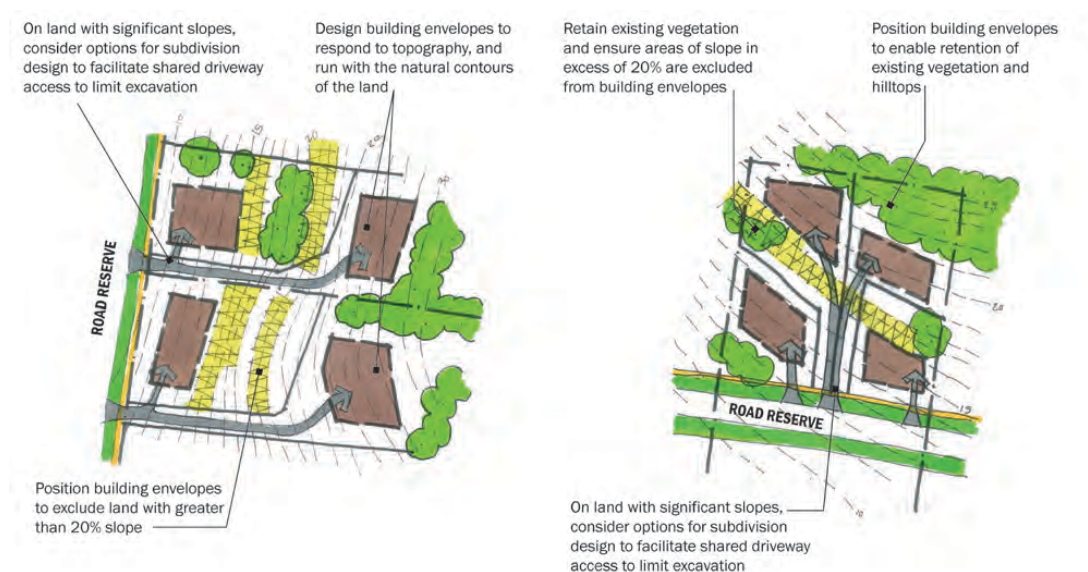 On land with significant slopes,
consider options for subdivision
design to facilitate shared driveway
access to limit excavation
Design building envelopes to
respond to topography, and
run with the natural contours
of the land
Retain existing vegetation
and ensure areas of slope in
excess of 20% are excluded
from building envelopes
Position building envelopes
to enable retention of
existing vegetation and
hilltops
15
20
ROAD RESERVE
Position building envelopes
to exclude land with greater
than 20% slope
20
15
ROAD RESERVE
10
On land with significant slopes,
consider options for subdivision
design to facilitate shared driveway
access to limit excavation